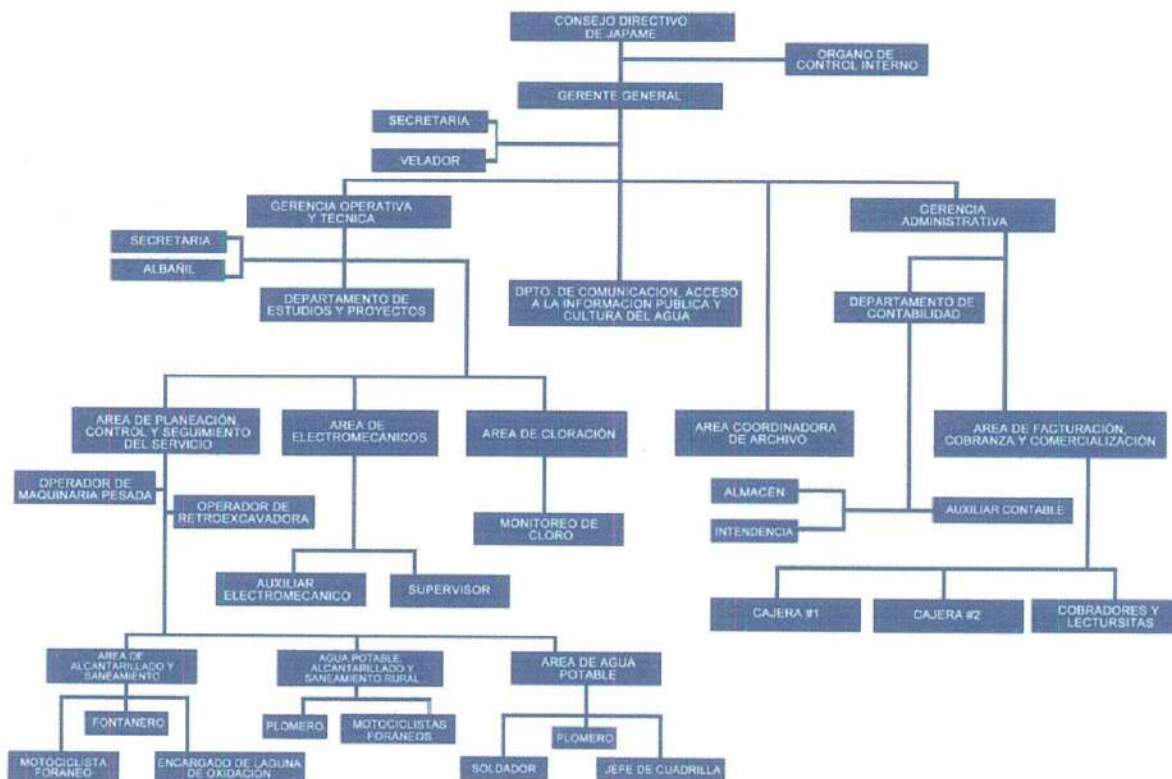 CONSEJO DIRECTIVO
DE JAPAME
ORGANO DE
CONTROL INTERNO
GERENTE GENERAL
SECRETARIA
VELADOR
GERENCIA OPERATIVA
Y TECNICA
GERENCIA
ADMINISTRATIVA
SECRETARIA
ALBAÑIL
DEPARTAMENTO DE
ESTUDIOS Y PROYECTOS
DPTO. DE COMUNICACION, ACCESO
A LA INFORMACION PUBLICA Y
CULTURA DEL AGUA
DEPARTAMENTO DE
CONTABILIDAD
AREA DE PLANEACIÓN,
CONTROL Y SEGUIMIENTO
DEL SERVICIO
AREA DE
ELECTROMECANICOS
AREA DE CLORACIÓN
AREA COORDINADORA
DE ARCHIVO
AREA DE FACTURACIÓN,
COBRANZA Y COMERCIALIZACIÓN
OPERADOR DE
MAQUINARIA PESADA
OPERADOR DE
RETROEXCAVADORA
MONITOREO DE
CLORO
ALMACÉN
INTENDENCIA
AUXILIAR CONTABLE
AUXILIAR
ELECTROMECANICO
SUPERVISOR
CAJERA #1
CAJERA #2
COBRADORES Y
LECTURSITAS
AREA DE
ALCANTARILLADO Y
SANEAMIENTO
AGUA POTABLE,
ALCANTARILLADO Y
SANEAMIENTO RURAL
AREA DE AGUA
POTABLE
FONTANERO
PLOMERO
MOTOCICLISTAS
FORÁNEOS
PLOMERO
MOTOCICLISTA
FORANEO
ENCARGADO DE LAGUNA
DE OXIDACIÓN
SOLDADOR
JEFE DE CUADRILLA